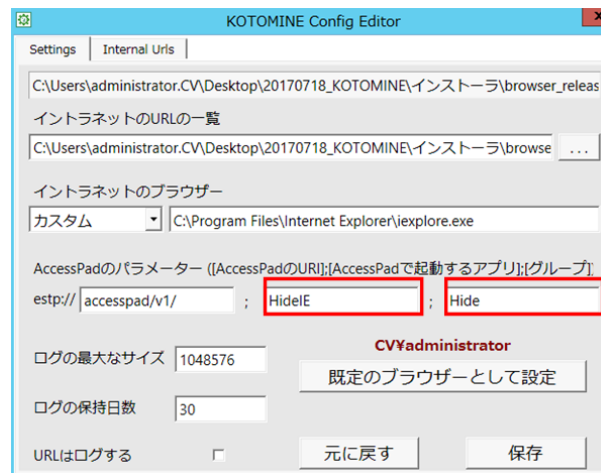 KOTOMINE Config Editor
Settings Internal Urls
C:\Users\administrator.CV\Desktop\20170718_KOTOMINE\インストーラ\browser_releas
イントラネットのURLの一覧
C:\Users\administrator.CV\Desktop\20170718_KOTOMINE\インストーラ\browse ...
イントラネットのブラウザー
カスタム C:\Program Files\Internet Explorer\iexplore.exe
AccessPadのパラメーター ([AccessPadのURI];[AccessPadで起動するアプリ];[グループ])
estp:// accesspad/v1/ ; HideIE ; Hide
CV¥administrator
ログの最大なサイズ 1048576
既定のブラウザーとして設定
ログの保持日数 30
URLはログする 元に戻す 保存